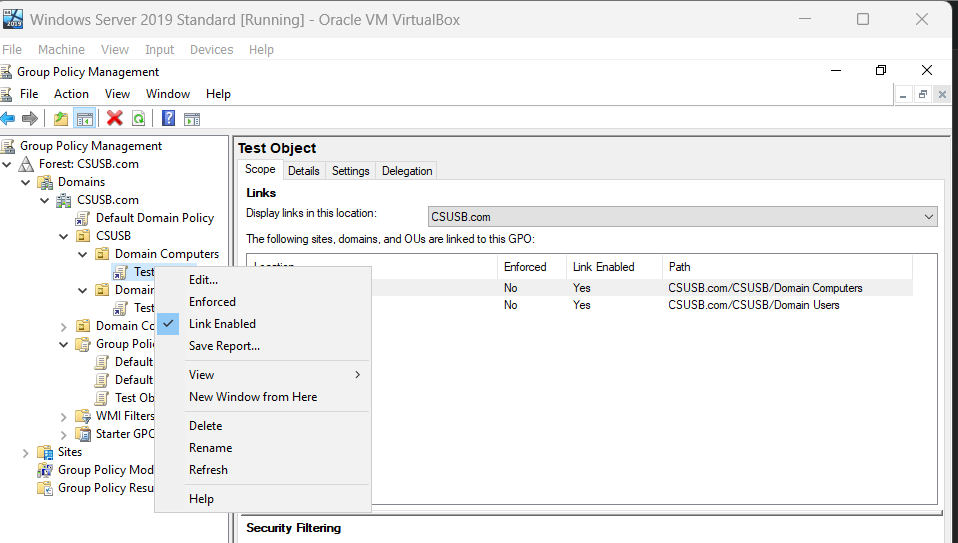 Windows Server 2019 Standard [Running] - Oracle VM VirtualBox
File Machine View Input Devices Help
Group Policy Management
File Action View Window Help
Group Policy Management
Forest: CSUSB.com
Domains
CSUSB.com
Default Domain Policy
CSUSB
Domain Computers
Test
Domain
Test
Domain Co
Group Polic
Default
Default
Test Ob
WMI Filters
Starter GPO
Sites
Group Policy Mod
Group Policy Resu
Edit...
Enforced
Link Enabled
Save Report...
View
New Window from Here
Delete
Rename
Refresh
Help
Test Object
Scope Details Settings Delegation
Links
Display links in this location: CSUSB.com
The following sites, domains, and OUs are linked to this GPO:
Enforced Link Enabled Path
No Yes CSUSB.com/CSUSB/Domain Computers
No Yes CSUSB.com/CSUSB/Domain Users
Security Filtering